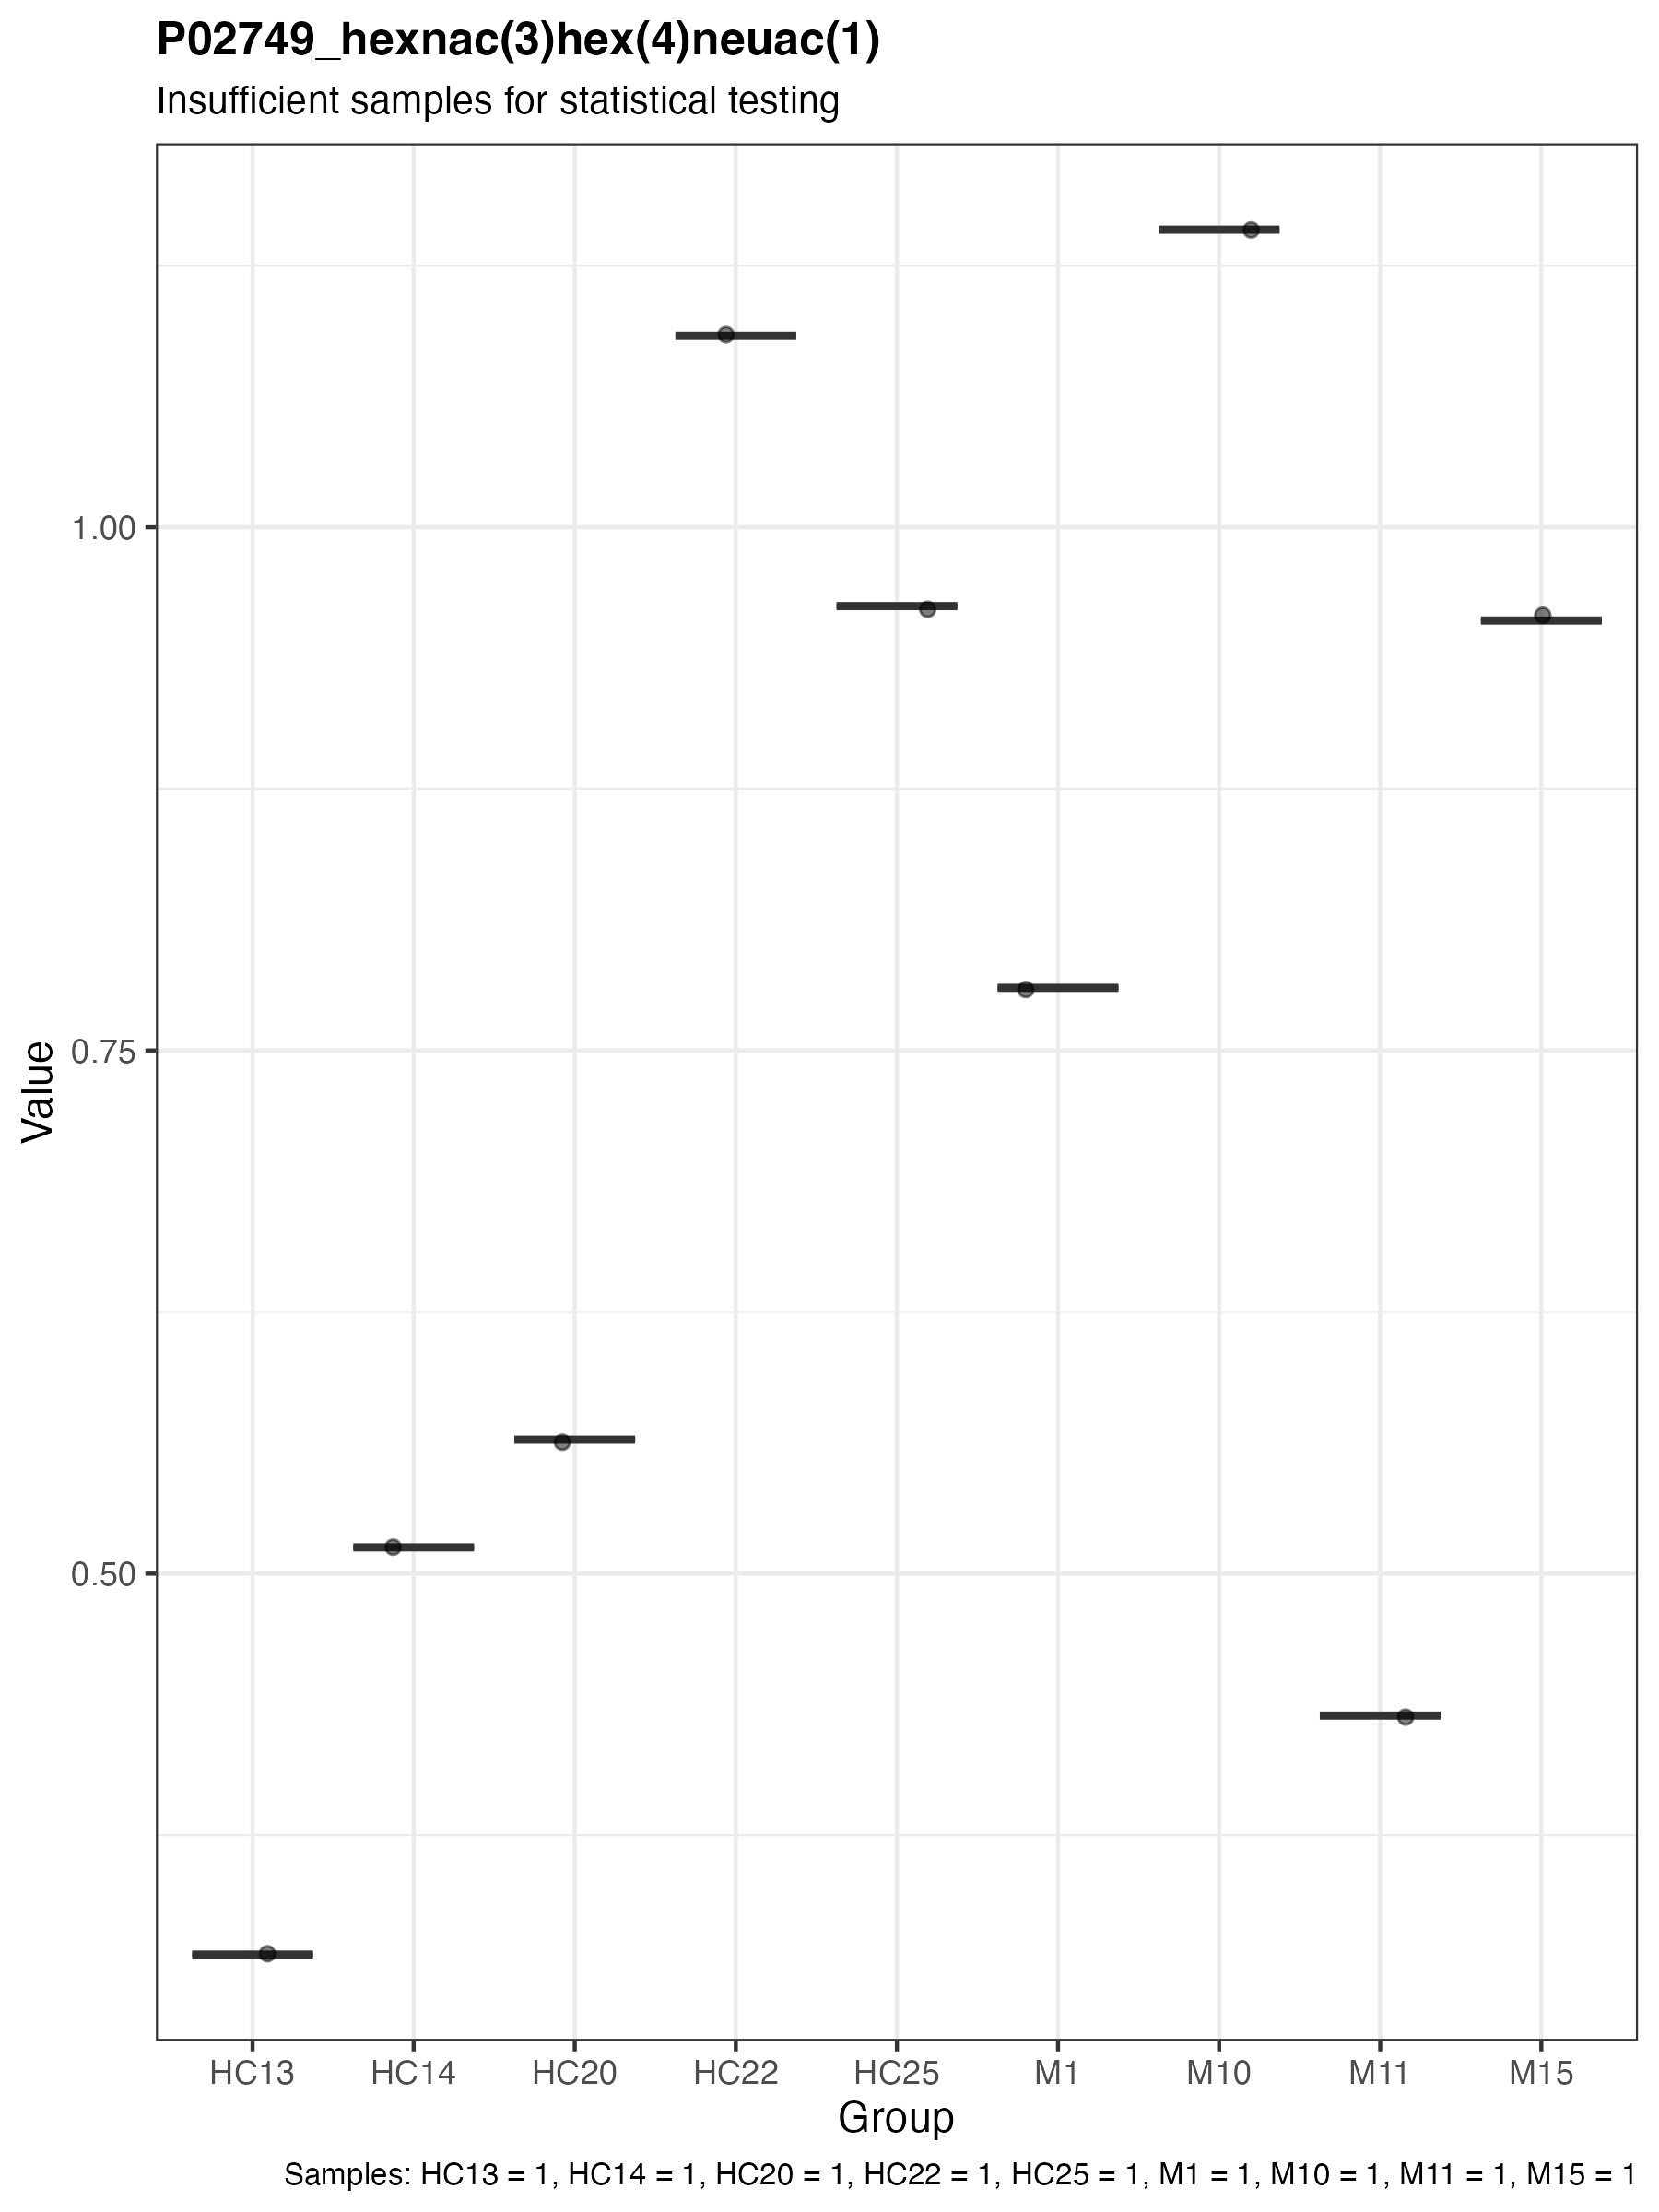 P02749_hexnac(3)hex(4)neuac(1)
Insufficient samples for statistical testing
1.00
0.75
0.50
Value
HC13 HC14 HC20 HC22 HC25 M1 M10 M11 M15
Group
Samples: HC13 = 1, HC14 = 1, HC20 = 1, HC22 = 1, HC25 = 1, M1 = 1, M10 = 1, M11 = 1, M15 = 1